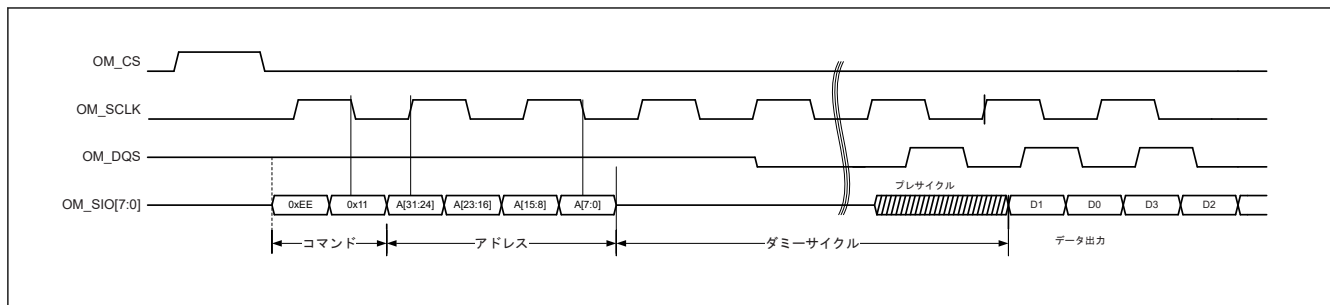 OM_CS
OM_SCLK
OM_DQS
プレサイクル
OM_SIO[7:0]
0xEE
0x11
A[31:24]
A[23:16]
A[15:8]
A[7:0]
D1
D0
D3
D2
コマンド
アドレス
ダミーサイクル
データ出力